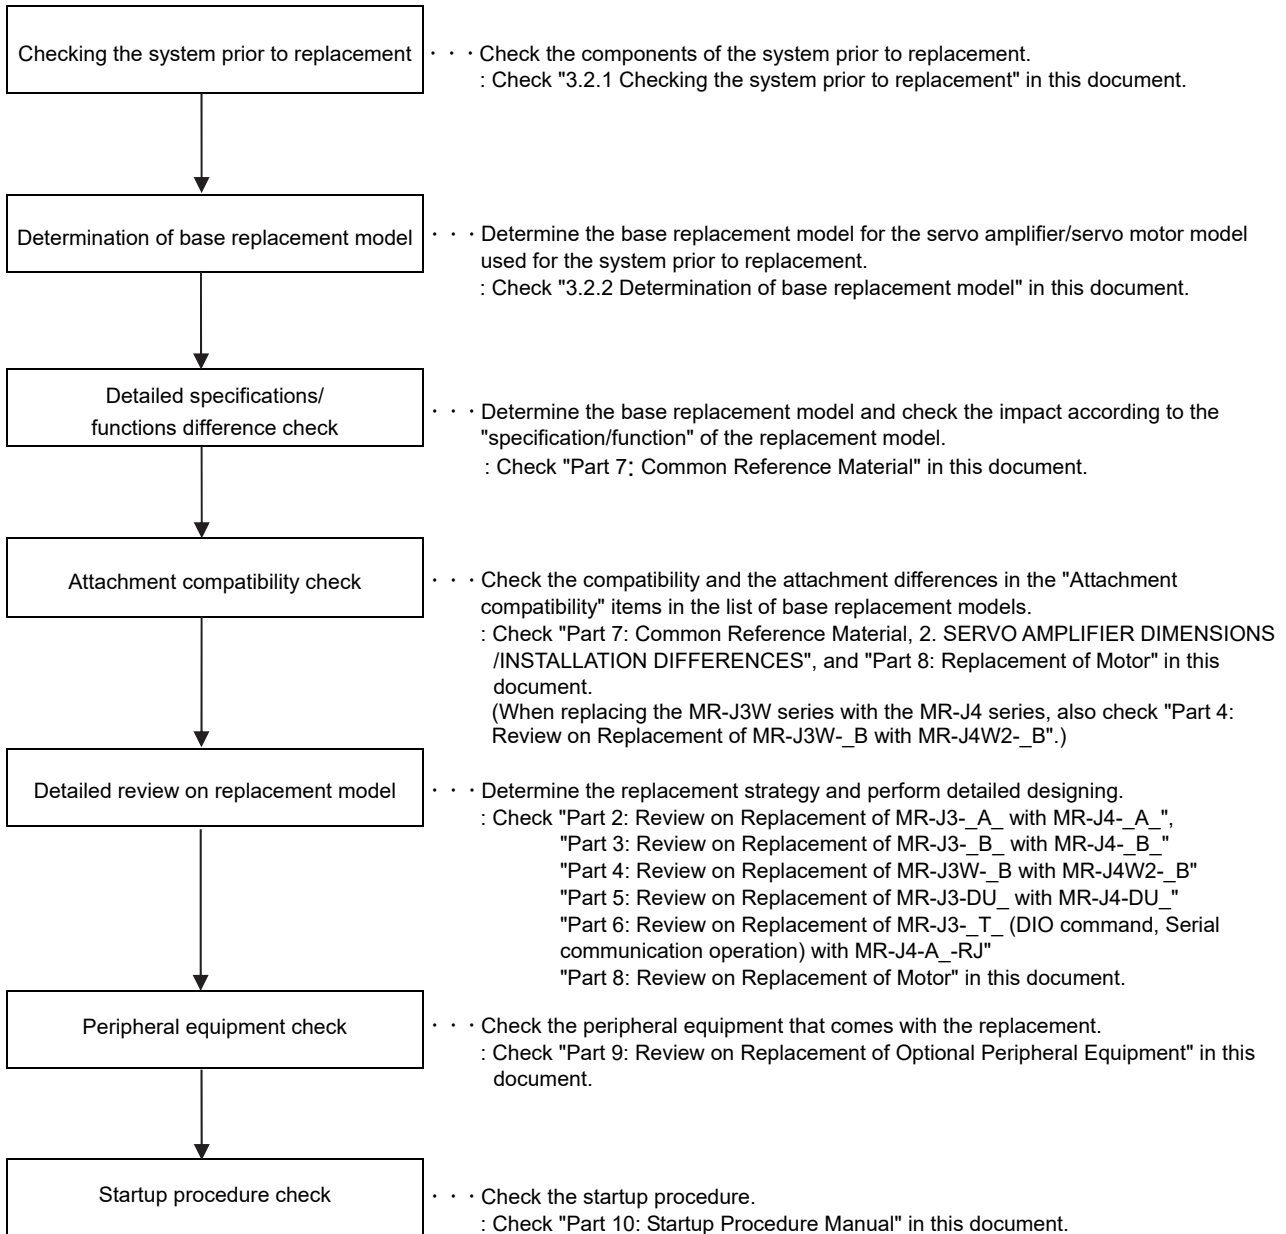 Checking the system prior to replacement
・・・Check the components of the system prior to replacement.
: Check "3.2.1 Checking the system prior to replacement" in this document.
Determination of base replacement model
・・・Determine the base replacement model for the servo amplifier/servo motor model
used for the system prior to replacement.
: Check "3.2.2 Determination of base replacement model" in this document.
Detailed specifications/
functions difference check
・・・Determine the base replacement model and check the impact according to the
"specification/function" of the replacement model.
: Check "Part 7: Common Reference Material" in this document.
Attachment compatibility check
・・・Check the compatibility and the attachment differences in the "Attachment
compatibility" items in the list of base replacement models.
: Check "Part 7: Common Reference Material, 2. SERVO AMPLIFIER DIMENSIONS
/INSTALLATION DIFFERENCES", and "Part 8: Replacement of Motor" in this
document.
(When replacing the MR-J3W series with the MR-J4 series, also check "Part 4:
Review on Replacement of MR-J3W-_B with MR-J4W2-_B".)
Detailed review on replacement model
・・・Determine the replacement strategy and perform detailed designing.
: Check "Part 2: Review on Replacement of MR-J3-_A_ with MR-J4-_A_",
"Part 3: Review on Replacement of MR-J3-_B_ with MR-J4-_B_"
"Part 4: Review on Replacement of MR-J3W-_B with MR-J4W2-_B"
"Part 5: Review on Replacement of MR-J3-DU_ with MR-J4-DU_"
"Part 6: Review on Replacement of MR-J3-_T_ (DIO command, Serial
communication operation) with MR-J4-A_-RJ"
"Part 8: Review on Replacement of Motor" in this document.
Peripheral equipment check
・・・Check the peripheral equipment that comes with the replacement.
: Check "Part 9: Review on Replacement of Optional Peripheral Equipment" in this
document.
Startup procedure check
・・・Check the startup procedure.
: Check "Part 10: Startup Procedure Manual" in this document.